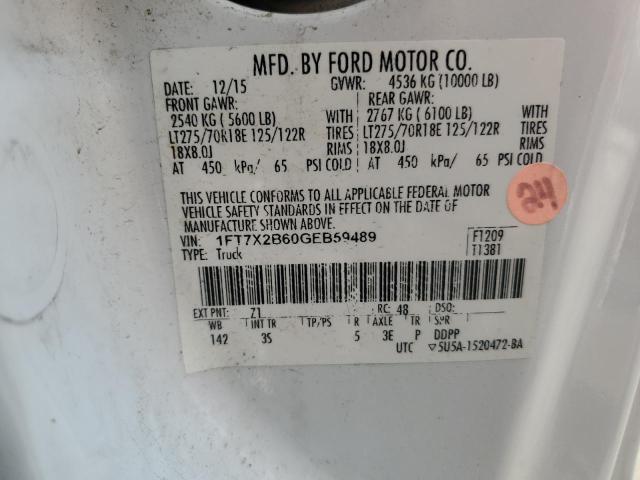 MFD. BY FORD MOTOR CO.
DATE: 12/15 GVWR: 4536 KG (10000 LB)
FRONT GAWR: REAR GAWR:
2540 KG (5600 LB) WITH 2767 KG (6100 LB) WITH
LT275/70R18E 125/122R TIRES LT275/70R18E 125/122R TIRES
18X8.0J RIMS 18X8.0J RIMS
AT 450 kPa/ 65 PSI COLD AT 450 kPa/ 65 PSI COLD
THIS VEHICLE CONFORMS TO ALL APPLICABLE FEDERAL MOTOR
VEHICLE SAFETY STANDARDS IN EFFECT ON THE DATE OF
MANUFACTURE SHOWN ABOVE.
VIN: 1FT7X2B60GEB59489 F1209
TYPE: Truck T1381
EXT PNT: Z1 RC: 48 DSO:
WB INT TR TP/PS R AXLE TR SPR
142 3S 5 3E P DDPP
UTC ▽5U5A-1520472-BA